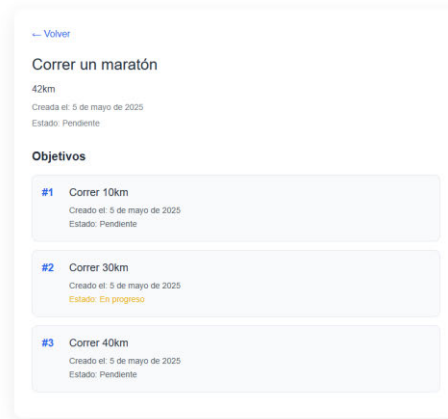 ← Volver
Correr un maratón
42km
Creada el: 5 de mayo de 2025
Estado: Pendiente
Objetivos
#1 Correr 10km
Creado el: 5 de mayo de 2025
Estado: Pendiente
#2 Correr 30km
Creado el: 5 de mayo de 2025
Estado: En progreso
#3 Correr 40km
Creado el: 5 de mayo de 2025
Estado: Pendiente